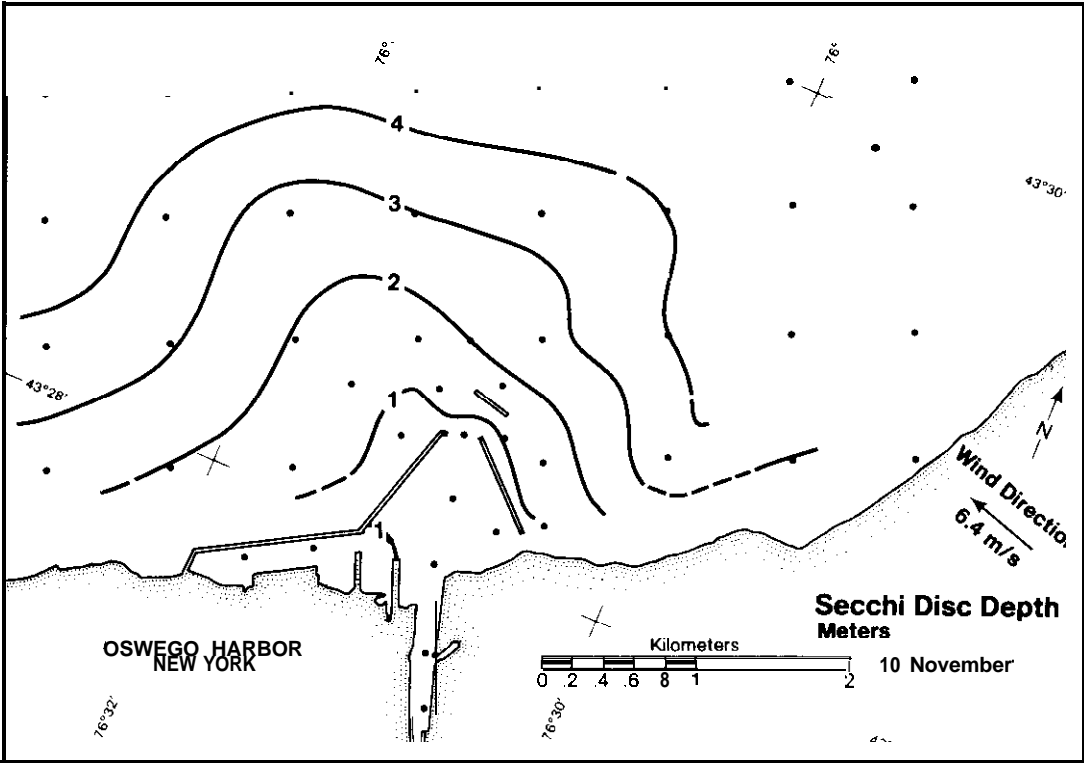 76°
76°
4
43°30'
3
2
43°28'
1
N
Wind Directio
6.4 m/s
1
Secchi Disc Depth
Meters
OSWEGO HARBOR
NEW YORK
Kilometers
10 November
0 .2 .4 .6 8 1 2
76°32'
76°30'